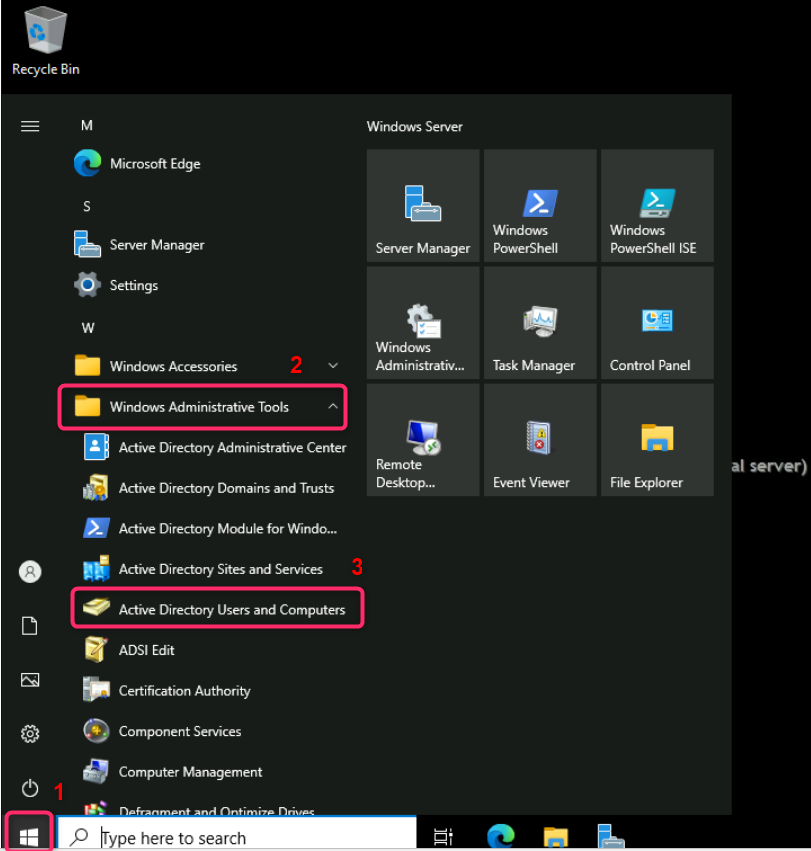 Recycle Bin
M
Microsoft Edge
S
Server Manager
Settings
W
Windows Accessories
2
Windows Administrative Tools
Active Directory Administrative Center
Active Directory Domains and Trusts
Active Directory Module for Windo...
Active Directory Sites and Services
3
Active Directory Users and Computers
ADSI Edit
Certification Authority
Component Services
Computer Management
Defragment and Optimize Drives
1
Type here to search
Windows Server
Server Manager
Windows
PowerShell
Windows
PowerShell ISE
Windows
Administrativ...
Task Manager
Control Panel
Remote
Desktop...
Event Viewer
File Explorer
al server)